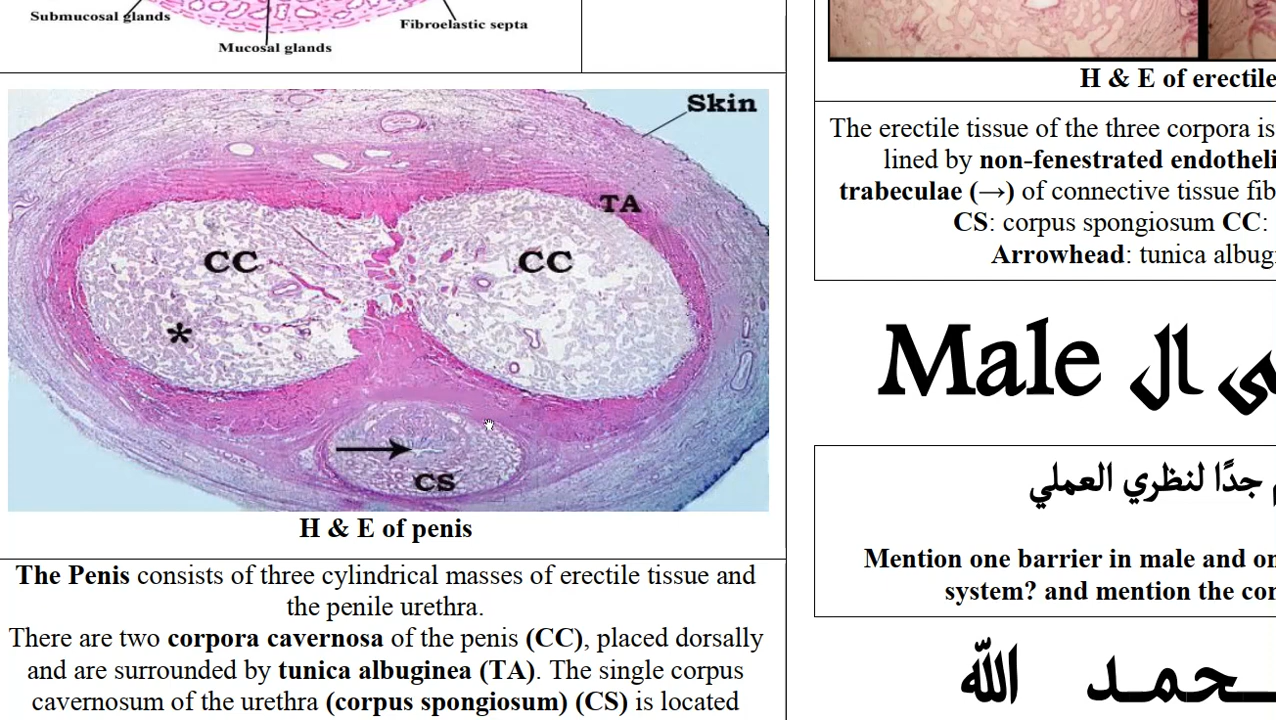 Submucosal glands
Fibroelastic septa
Mucosal glands
Skin
TA
CC
CC
*
CS
H & E of penis
The Penis consists of three cylindrical masses of erectile tissue and
the penile urethra.
There are two corpora cavernosa of the penis (CC), placed dorsally
and are surrounded by tunica albuginea (TA). The single corpus
cavernosum of the urethra (corpus spongiosum) (CS) is located
H & E of erectile
The erectile tissue of the three corpora is
lined by non-fenestrated endotheli
trabeculae (→) of connective tissue fib
CS: corpus spongiosum CC:
Arrowhead: tunica albugi
Male ال
جدًا لنظري العملي
Mention one barrier in male and on
system? and mention the con
الله